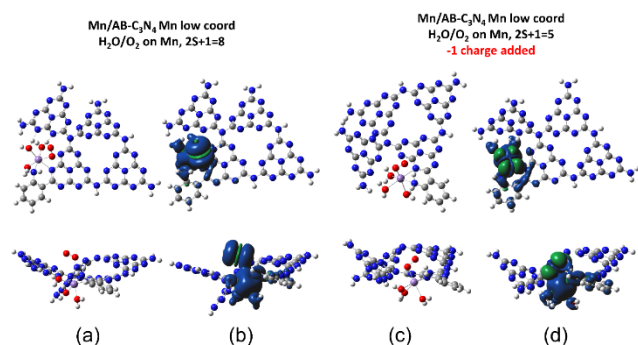 Mn/AB-C₃N₄ Mn low coord
H₂O/O₂ on Mn, 2S+1=8
Mn/AB-C₃N₄ Mn low coord
H₂O/O₂ on Mn, 2S+1=5
-1 charge added
(a)
(b)
(c)
(d)